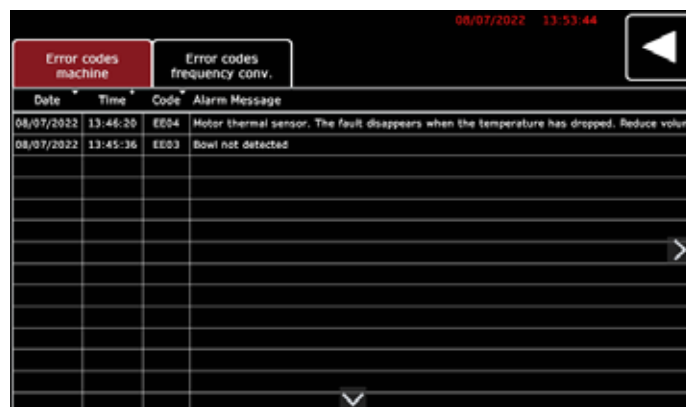 08/07/2022 13:53:44
Error codes
machine
Error codes
frequency conv.
Date Time Code Alarm Message
08/07/2022 13:46:20 EE04 Motor thermal sensor. The fault disappears when the temperature has dropped. Reduce
08/07/2022 13:45:36 EE03 Bowl not detected